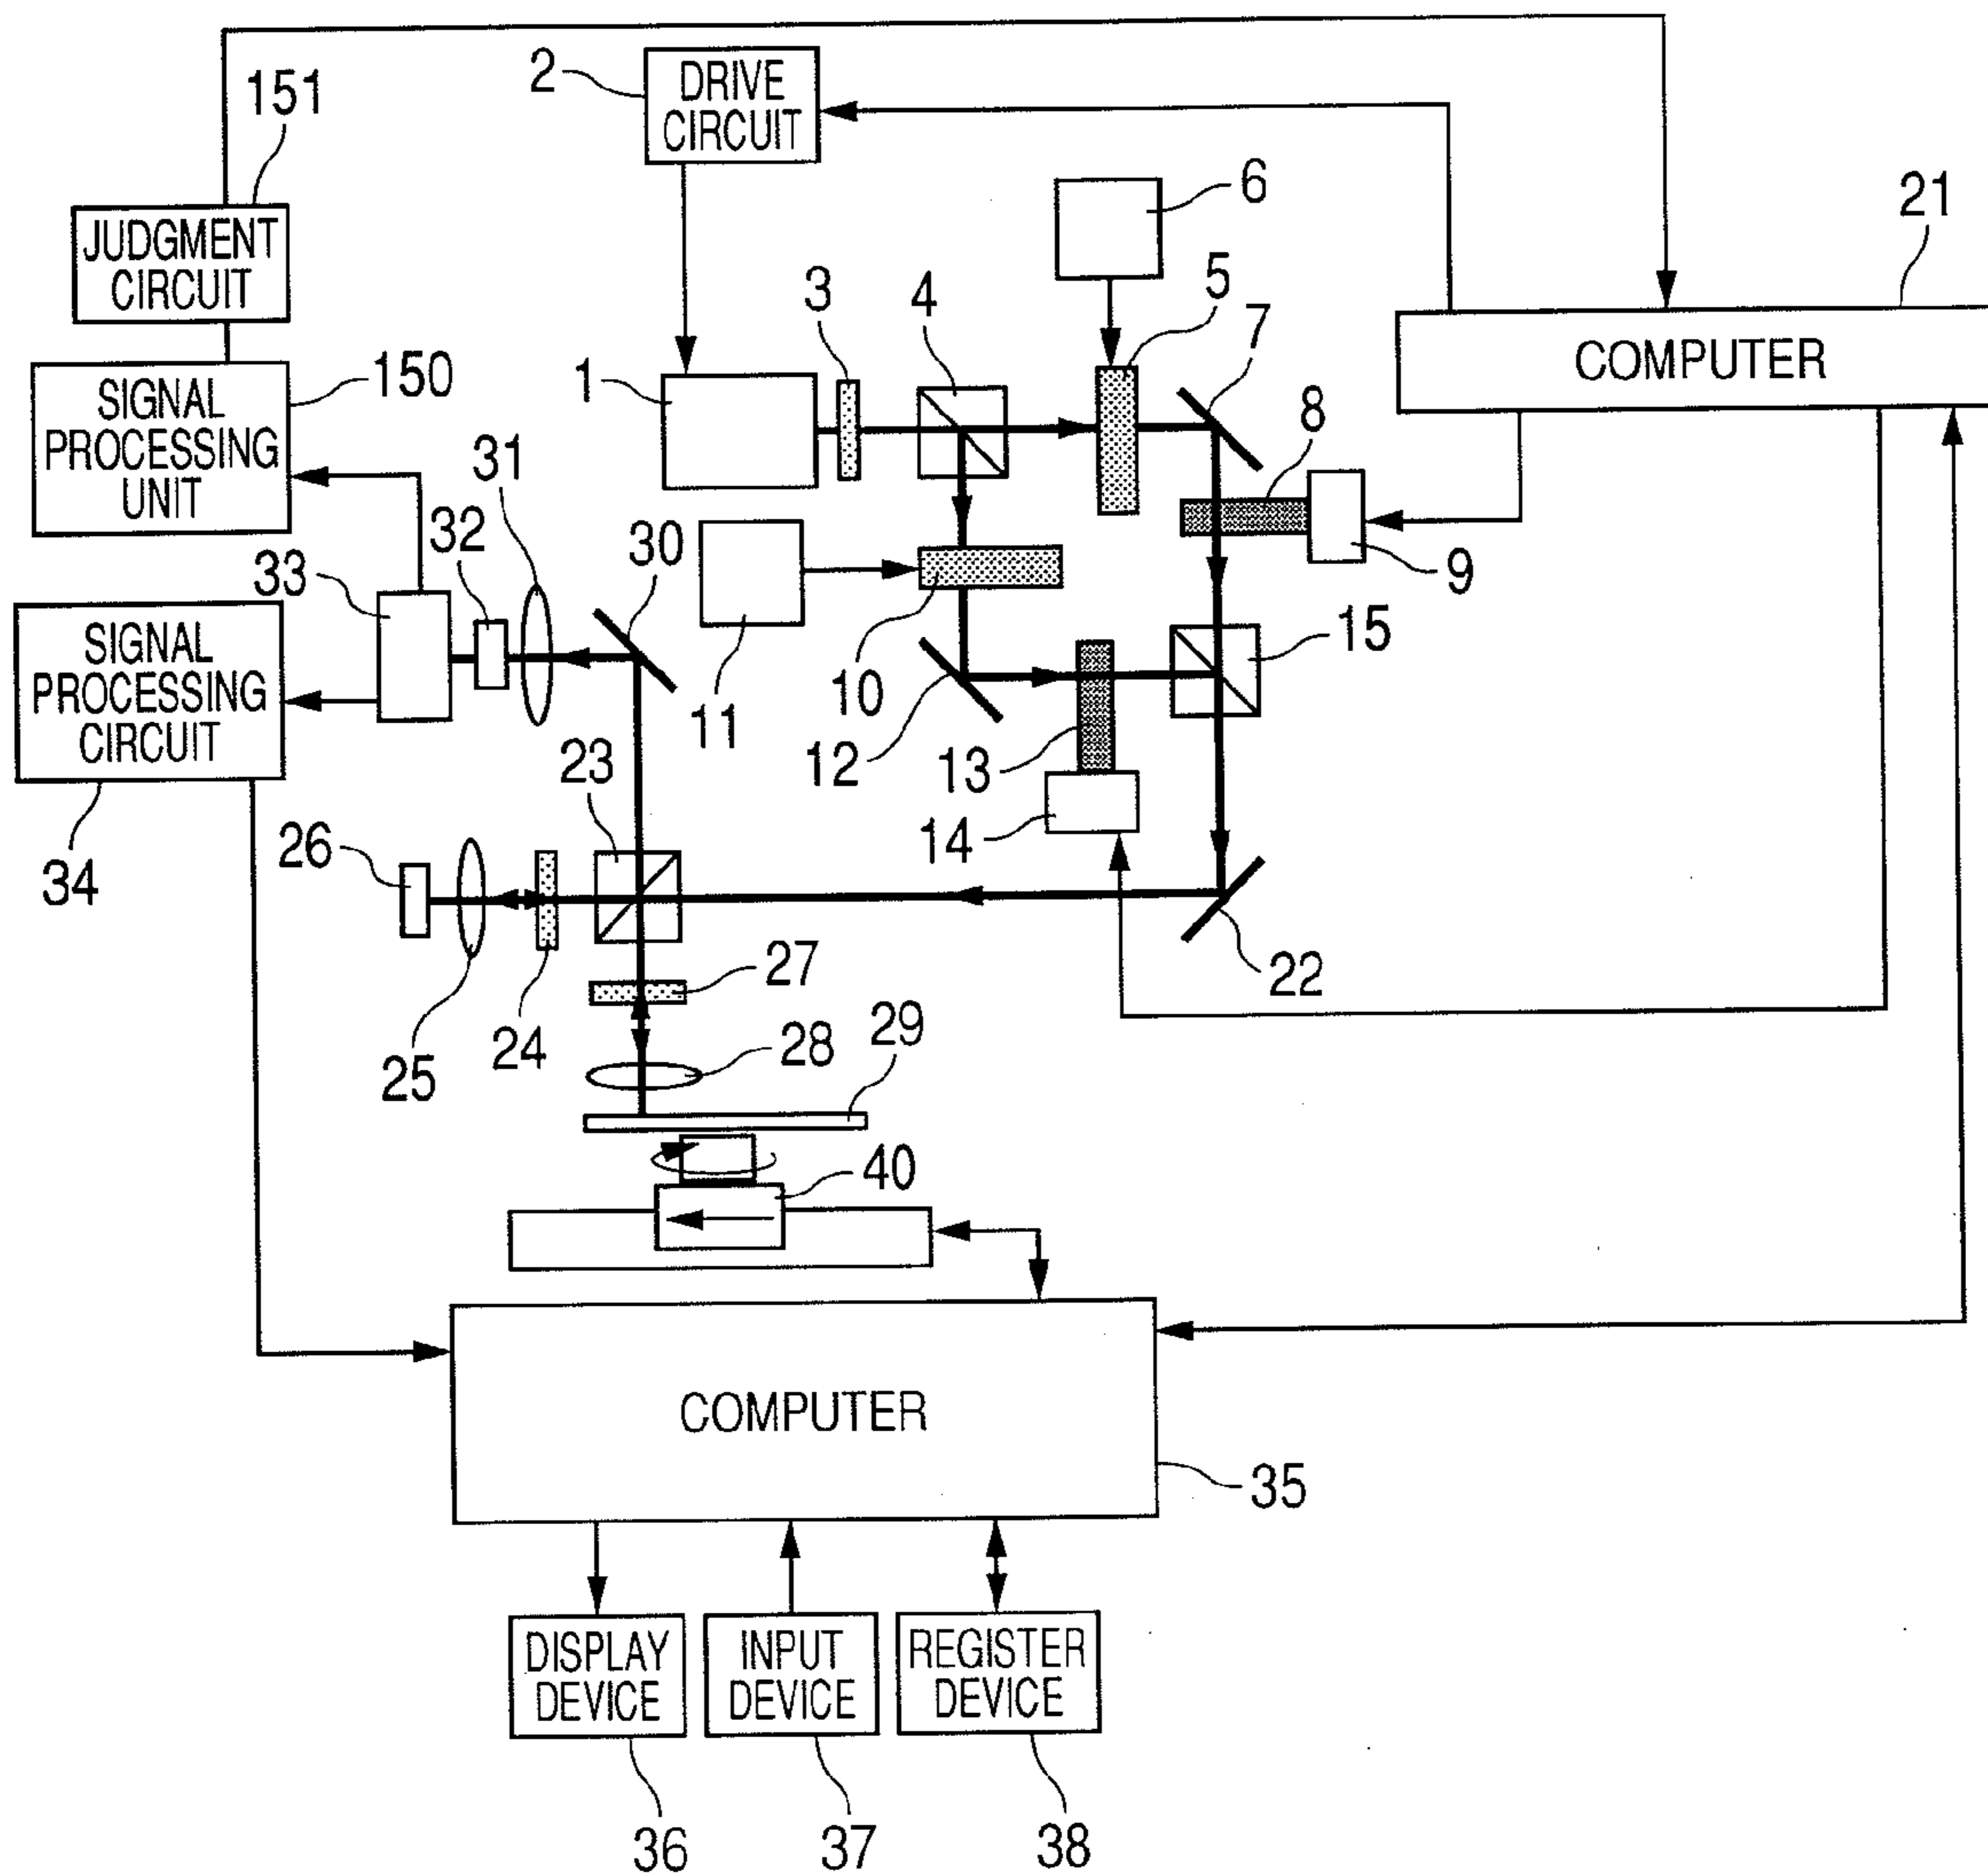 2
DRIVE
CIRCUIT
151
6
21
JUDGMENT
CIRCUIT
3
4
5
7
COMPUTER
SIGNAL
PROCESSING
UNIT
150
1
8
31
32
30
9
33
11
10
15
SIGNAL
PROCESSING
CIRCUIT
12
13
23
14
34
26
27
22
25
24
28
29
40
COMPUTER
35
DISPLAY
DEVICE
INPUT
DEVICE
REGISTER
DEVICE
36
37
38